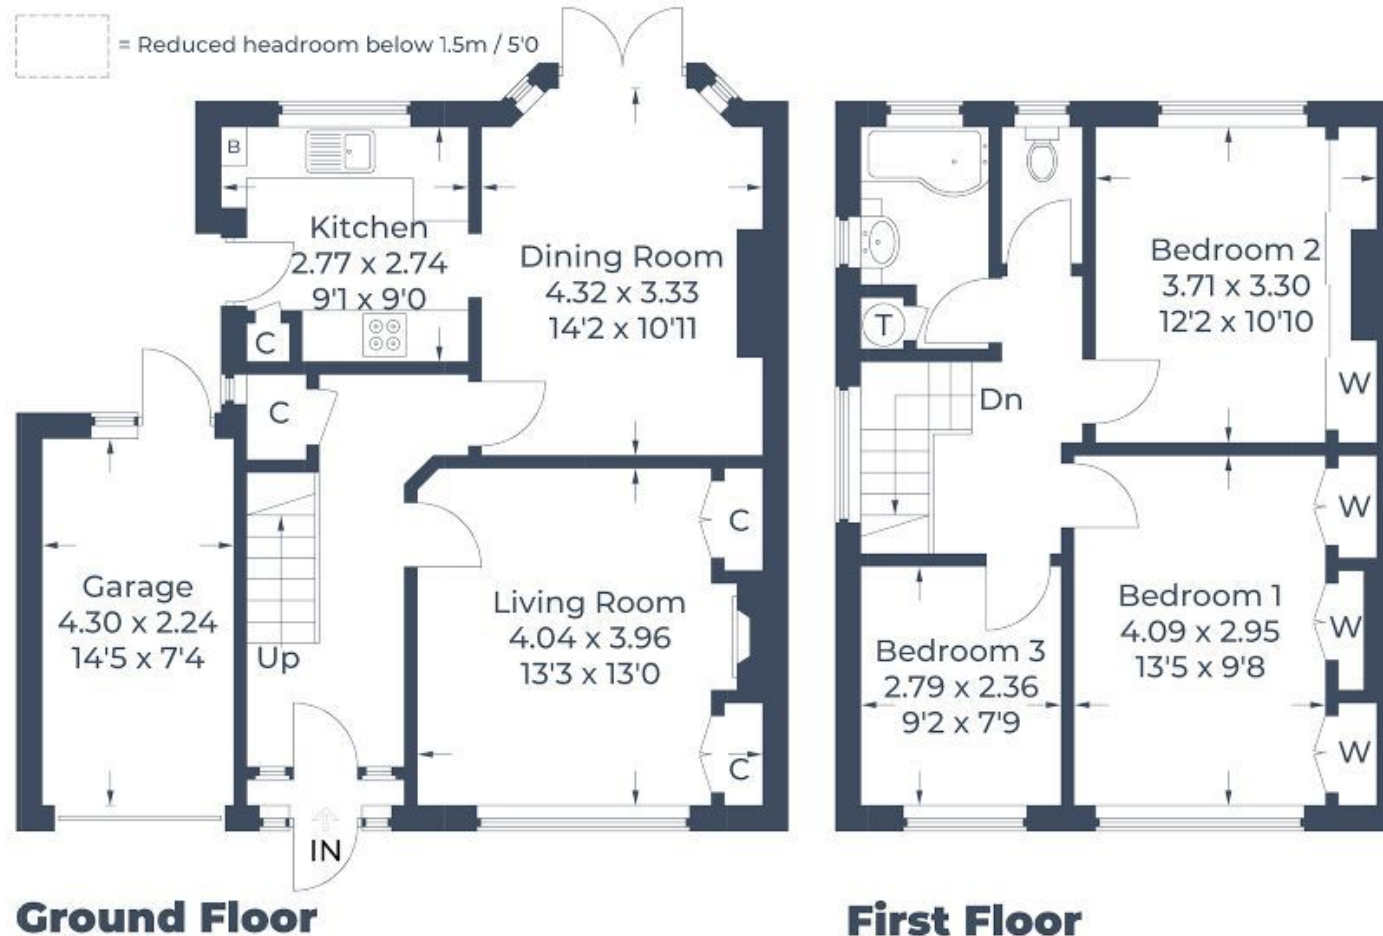 = Reduced headroom below 1.5m / 5'0
B
Kitchen
2.77 x 2.74
9'1 x 9'0
C
Dining Room
4.32 x 3.33
14'2 x 10'11
C
Garage
4.30 x 2.24
14'5 x 7'4
Up
Living Room
4.04 x 3.96
13'3 x 13'0
C
C
IN
Ground Floor
T
Dn
Bedroom 2
3.71 x 3.30
12'2 x 10'10
W
W
Bedroom 1
4.09 x 2.95
13'5 x 9'8
W
W
Bedroom 3
2.79 x 2.36
9'2 x 7'9
First Floor